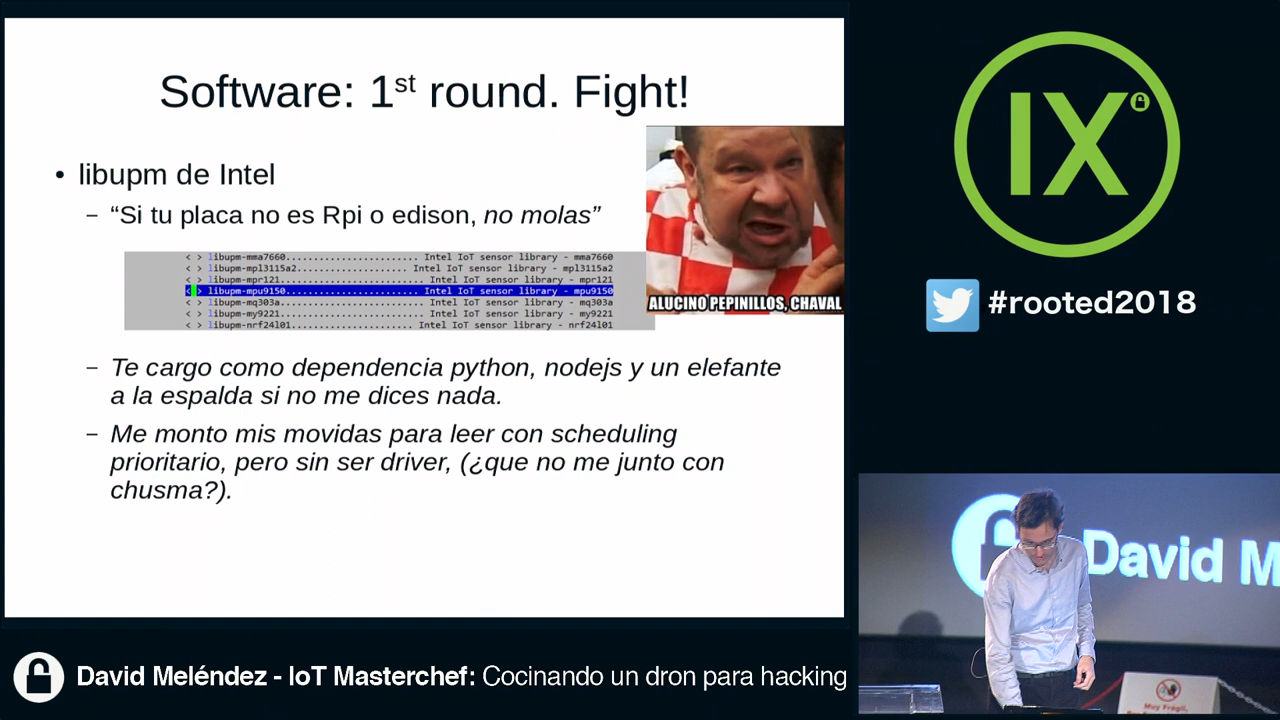 Software: 1st round. Fight!
• libupm de Intel
– “Si tu placa no es Rpi o edison, no molas”
< > libupm-mma7660...................... Intel IoT sensor library - mma7660
< > libupm-mpl3115a2.................. Intel IoT sensor library - mpl3115a2
< > libupm-mpr121........................ Intel IoT sensor library - mpr121
< > libupm-mpu9150...................... Intel IoT sensor library - mpu9150
< > libupm-mq303a........................ Intel IoT sensor library - mq303a
< > libupm-my9221........................ Intel IoT sensor library - my9221
< > libupm-nrf24l01.................... Intel IoT sensor library - nrf24l01
ALUCINO PEPINILLOS, CHAVAL
– Te cargo como dependencia python, nodejs y un elefante
a la espalda si no me dices nada.
– Me monto mis movidas para leer con scheduling
prioritario, pero sin ser driver, (¿que no me junto con
chusma?).
IX
#rooted2018
David M
Muy Frágil,
David Meléndez - IoT Masterchef: Cocinando un dron para hacking